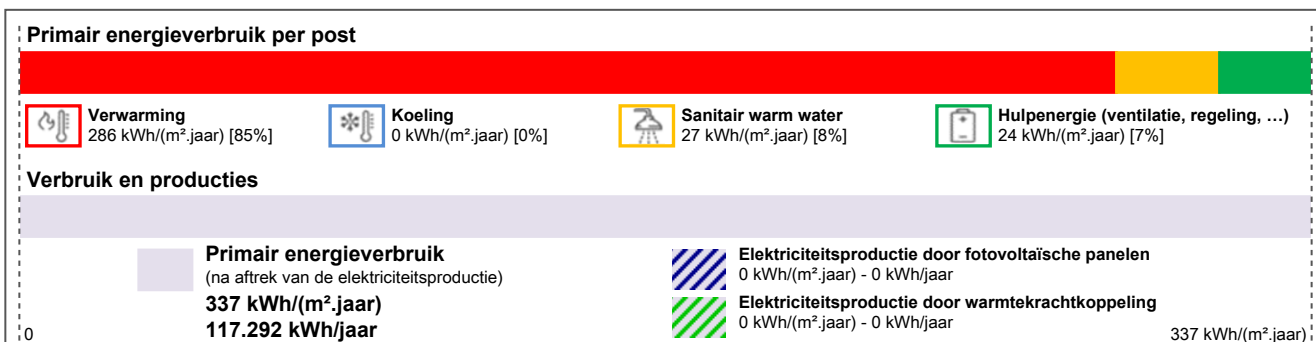 Primair energieverbruik per post
Verwarming
286 kWh/(m².jaar) [85%]
Koeling
0 kWh/(m².jaar) [0%]
Sanitair warm water
27 kWh/(m².jaar) [8%]
Hulpenergie (ventilatie, regeling, …)
24 kWh/(m².jaar) [7%]
Verbruik en producties
Primair energieverbruik
(na aftrek van de elektriciteitsproductie)
337 kWh/(m².jaar)
117.292 kWh/jaar
Elektriciteitsproductie door fotovoltaïsche panelen
0 kWh/(m².jaar) - 0 kWh/jaar
Elektriciteitsproductie door warmtekrachtkoppeling
0 kWh/(m².jaar) - 0 kWh/jaar
0
337 kWh/(m².jaar)